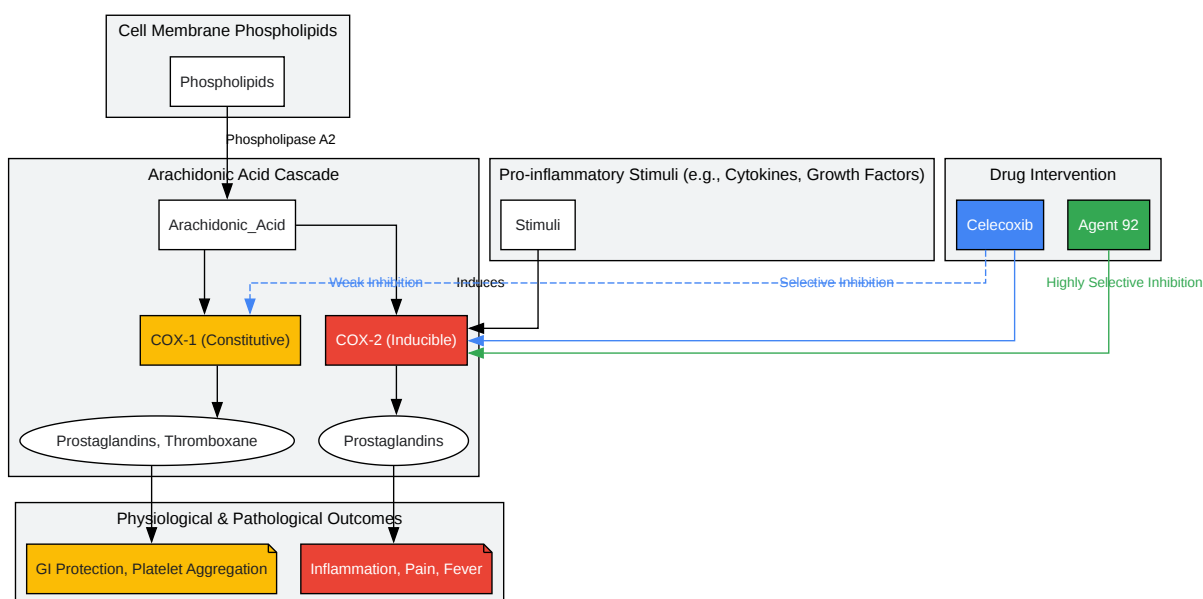 Cell Membrane Phospholipids
Phospholipids
Phospholipase A2
Arachidonic Acid Cascade
Pro-inflammatory Stimuli (e.g., Cytokines, Growth Factors)
Drug Intervention
Arachidonic_Acid
Stimuli
Celecoxib
Agent 92
Weak Inhibition
Induces
Selective Inhibition
Highly Selective Inhibition
COX-1 (Constitutive)
COX-2 (Inducible)
Prostaglandins, Thromboxane
Prostaglandins
Physiological & Pathological Outcomes
GI Protection, Platelet Aggregation
Inflammation, Pain, Fever